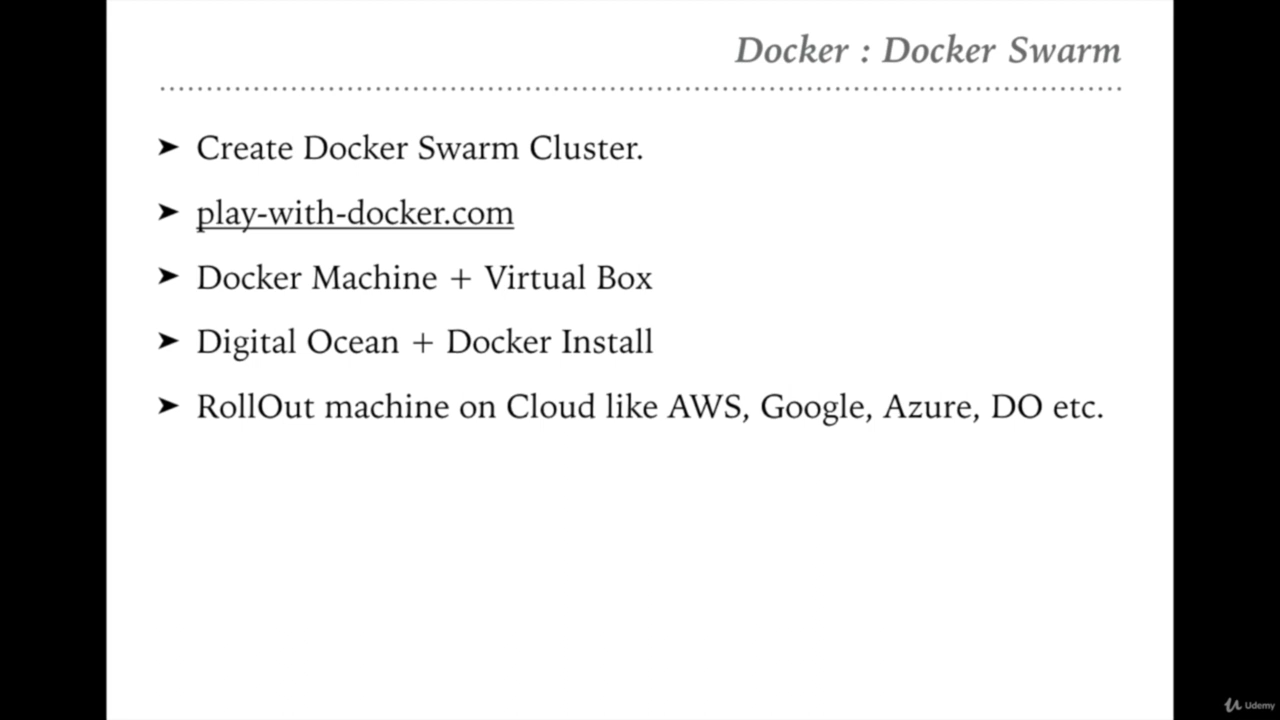 Docker : Docker Swarm
➤ Create Docker Swarm Cluster.
➤ play-with-docker.com
➤ Docker Machine + Virtual Box
➤ Digital Ocean + Docker Install
➤ RollOut machine on Cloud like AWS, Google, Azure, DO etc.
Udemy